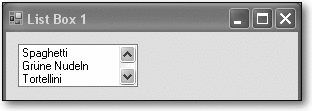 List Box 1
Spaghetti
Grüne Nudeln
Tortellini